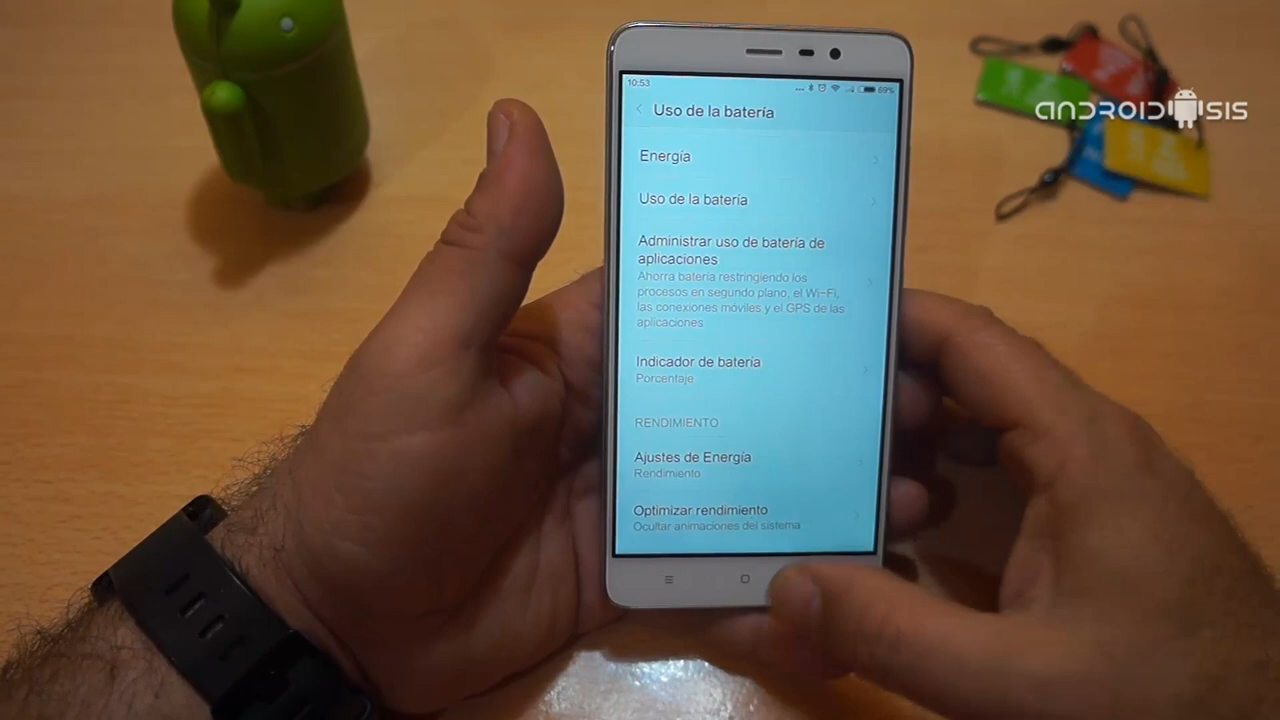 10:53
69%
Uso de la batería
Energía
Uso de la batería
Administrar uso de batería de
aplicaciones
Ahorra batería restringiendo los
procesos en segundo plano, el Wi-Fi,
las conexiones móviles y el GPS de las
aplicaciones
Indicador de batería
Porcentaje
RENDIMIENTO
Ajustes de Energía
Rendimiento
Optimizar rendimiento
Ocultar animaciones del sistema
ANDROIDSIS